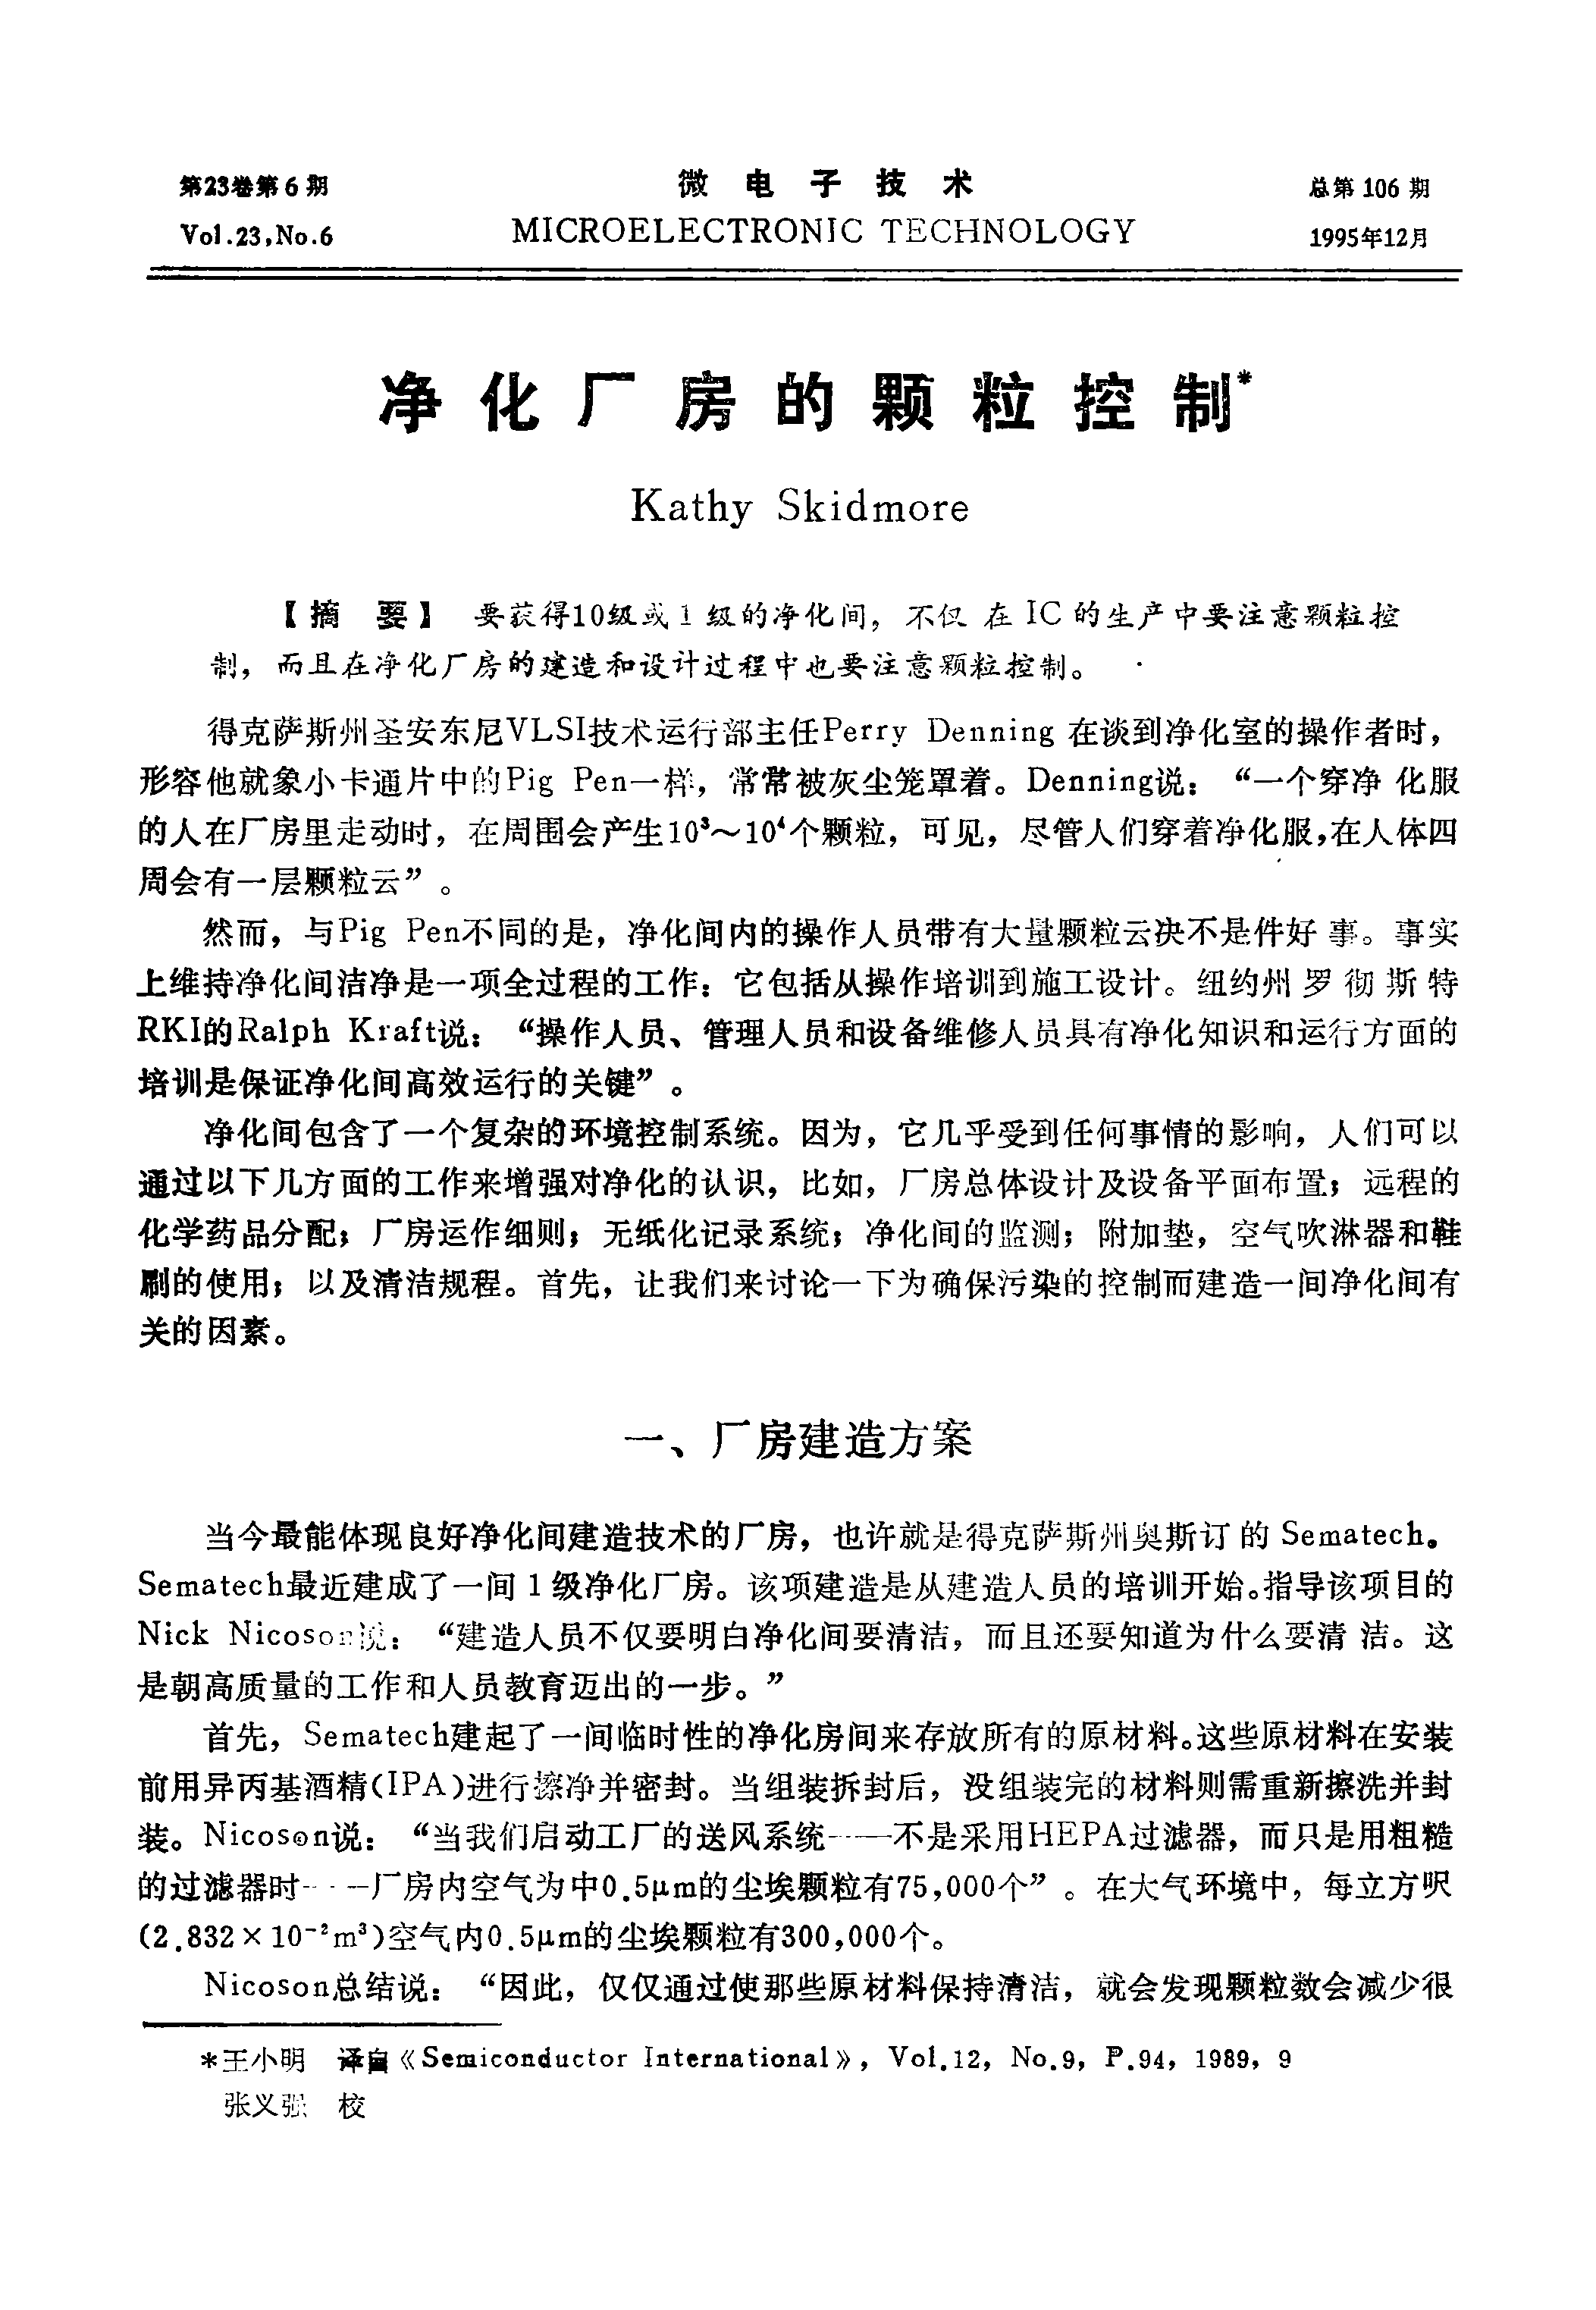 第23卷第6期
微电子技术
总第106期
Vol.23,No.6
MICROELECTRONIC TECHNOLOGY
1995年12月
净化厂房的颗粒控制*
Kathy Skidmore
【摘 要】 要获得10级或1级的净化间，不仅在IC的生产中要注意颗粒控
制，而且在净化厂房的建造和设计过程中也要注意颗粒控制。
得克萨斯州圣安东尼VLSI技术运行部主任Perry Denning 在谈到净化室的操作者时，
形容他就象小卡通片中的Pig Pen一样，常常被灰尘笼罩着。Denning说：“一个穿净化服
的人在厂房里走动时，在周围会产生10³～10⁴个颗粒，可见，尽管人们穿着净化服，在人体四
周会有一层颗粒云”。
然而，与Pig Pen不同的是，净化间内的操作人员带有大量颗粒云决不是件好事。事实
上维持净化间洁净是一项全过程的工作：它包括从操作培训到施工设计。纽约州罗彻斯特
RKI的Ralph Kraft说：“操作人员、管理人员和设备维修人员具有净化知识和运行方面的
培训是保证净化间高效运行的关键”。
净化间包含了一个复杂的环境控制系统。因为，它几乎受到任何事情的影响，人们可以
通过以下几方面的工作来增强对净化的认识，比如，厂房总体设计及设备平面布置；远程的
化学药品分配；厂房运作细则；无纸化记录系统；净化间的监测；附加垫，空气吹淋器和鞋
刷的使用；以及清洁规程。首先，让我们来讨论一下为确保污染的控制而建造一间净化间有
关的因素。
一、厂房建造方案
当今最能体现良好净化间建造技术的厂房，也许就是得克萨斯州奥斯订的Sematech。
Sematech最近建成了一间1级净化厂房。该项建造是从建造人员的培训开始。指导该项目的
Nick Nicoson说：“建造人员不仅要明白净化间要清洁，而且还要知道为什么要清洁。这
是朝高质量的工作和人员教育迈出的一步。”
首先，Sematech建起了一间临时性的净化房间来存放所有的原材料。这些原材料在安装
前用异丙基酒精(IPA)进行擦净并密封。当组装拆封后，没组装完的材料则需重新擦洗并封
装。Nicoson说：“当我们启动工厂的送风系统——不是采用HEPA过滤器，而只是用粗糙
的过滤器时——厂房内空气为中0.5μm的尘埃颗粒有75,000个”。在大气环境中，每立方呎
(2.832×10⁻²m³)空气内0.5μm的尘埃颗粒有300,000个。
Nicoson总结说：“因此，仅仅通过使那些原材料保持清洁，就会发现颗粒数会减少很
*王小明 译自《Semiconductor International》，Vol.12，No.9，P.94，1989，9
张义强 校